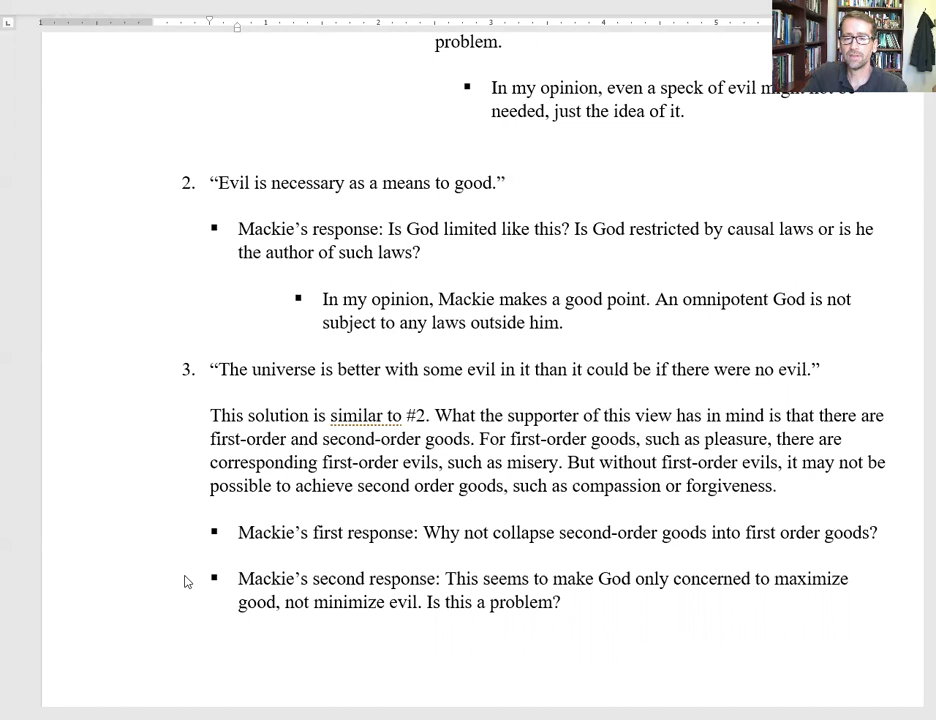 1 1 2 3 4 5
problem.
▪ In my opinion, even a speck of evil might not be
needed, just the idea of it.
2. “Evil is necessary as a means to good.”
▪ Mackie’s response: Is God limited like this? Is God restricted by causal laws or is he
the author of such laws?
▪ In my opinion, Mackie makes a good point. An omnipotent God is not
subject to any laws outside him.
3. “The universe is better with some evil in it than it could be if there were no evil.”
This solution is similar to #2. What the supporter of this view has in mind is that there are
first-order and second-order goods. For first-order goods, such as pleasure, there are
corresponding first-order evils, such as misery. But without first-order evils, it may not be
possible to achieve second order goods, such as compassion or forgiveness.
▪ Mackie’s first response: Why not collapse second-order goods into first order goods?
▪ Mackie’s second response: This seems to make God only concerned to maximize
good, not minimize evil. Is this a problem?